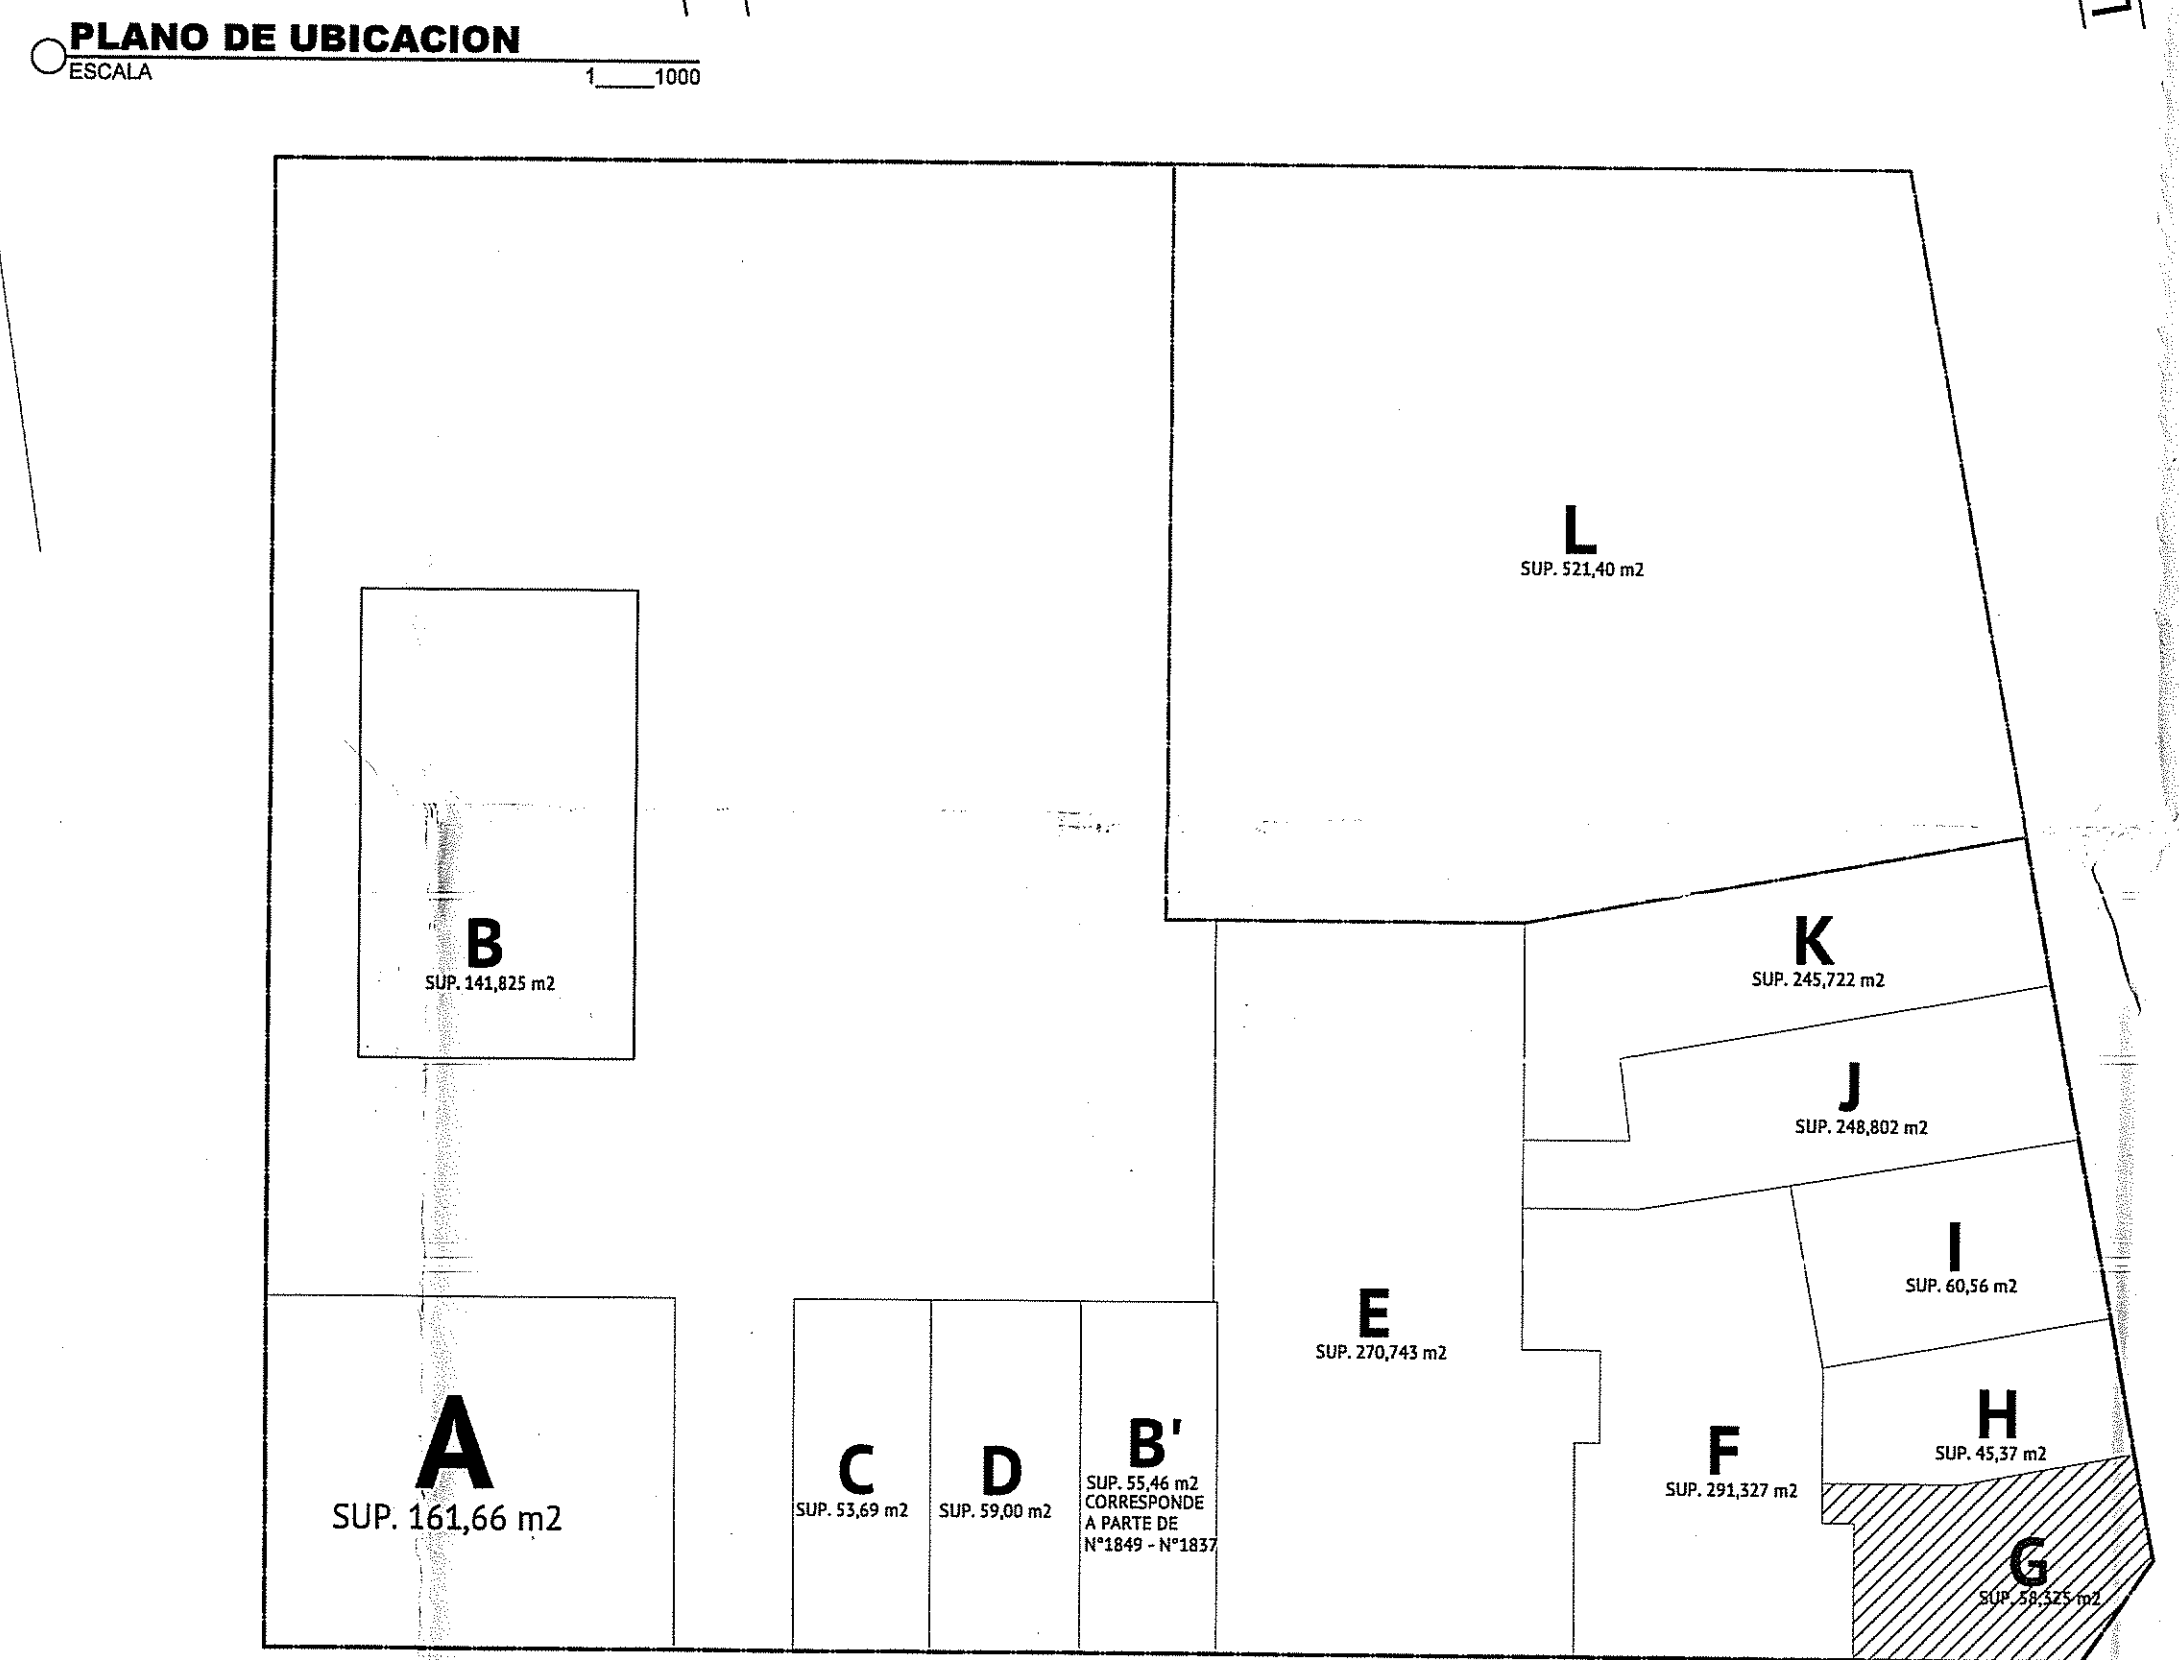 PLANO DE UBICACION
ESCALA 1_____1000
L
SUP. 521,40 m2
B
SUP. 141,825 m2
K
SUP. 245,722 m2
J
SUP. 248,802 m2
I
SUP. 60,56 m2
E
SUP. 270,743 m2
A
SUP. 161,66 m2
C
SUP. 53,69 m2
D
SUP. 59,00 m2
B'
SUP. 55,46 m2
CORRESPONDE
A PARTE DE
N°1849 - N°1837
F
SUP. 291,327 m2
H
SUP. 45,37 m2
G
SUP. 58,325 m2